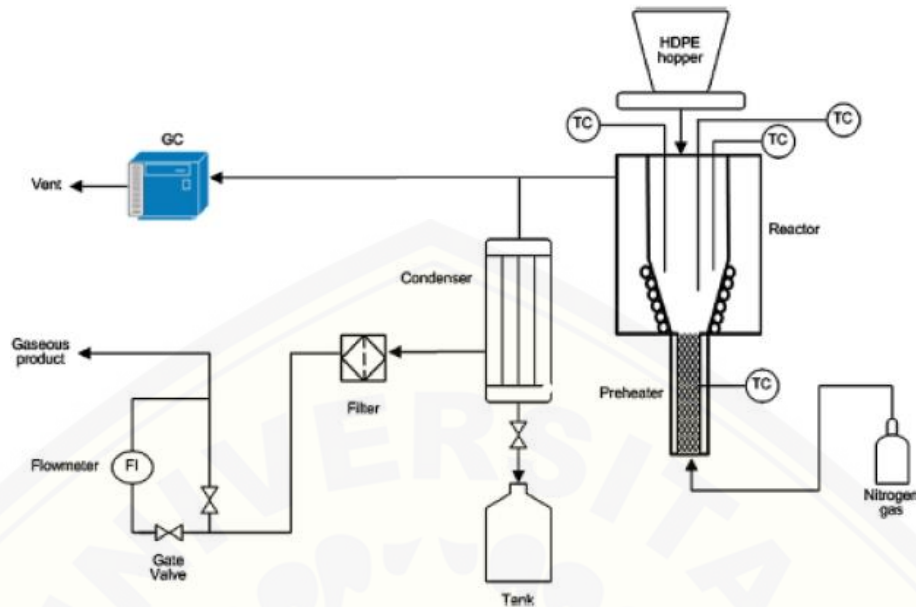 HDPE
hopper
TC
TC
TC
GC
Vent
Reactor
Condenser
Gaseous
product
Filter
Preheater
TC
Flowmeter
FI
Nitrogen
gas
Gate
Valve
Tank
UNIVERSITA